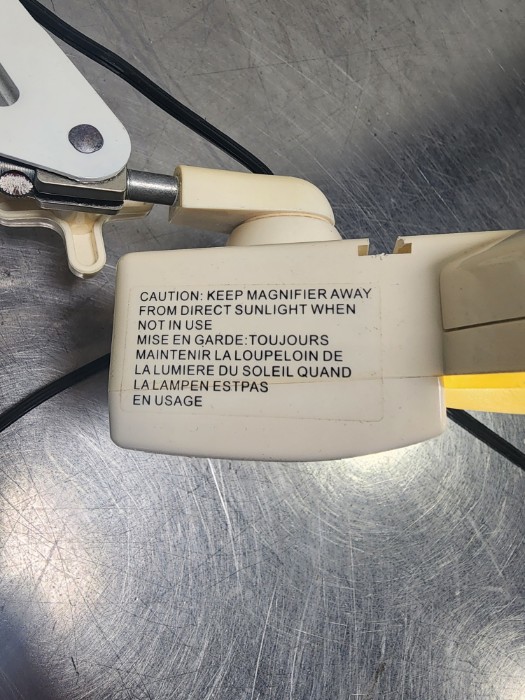 CAUTION: KEEP MAGNIFIER AWAY
FROM DIRECT SUNLIGHT WHEN
NOT IN USE
MISE EN GARDE:TOUJOURS
MAINTENIR LA LOUPELOIN DE
LA LUMIERE DU SOLEIL QUAND
LA LAMPEN ESTPAS
EN USAGE